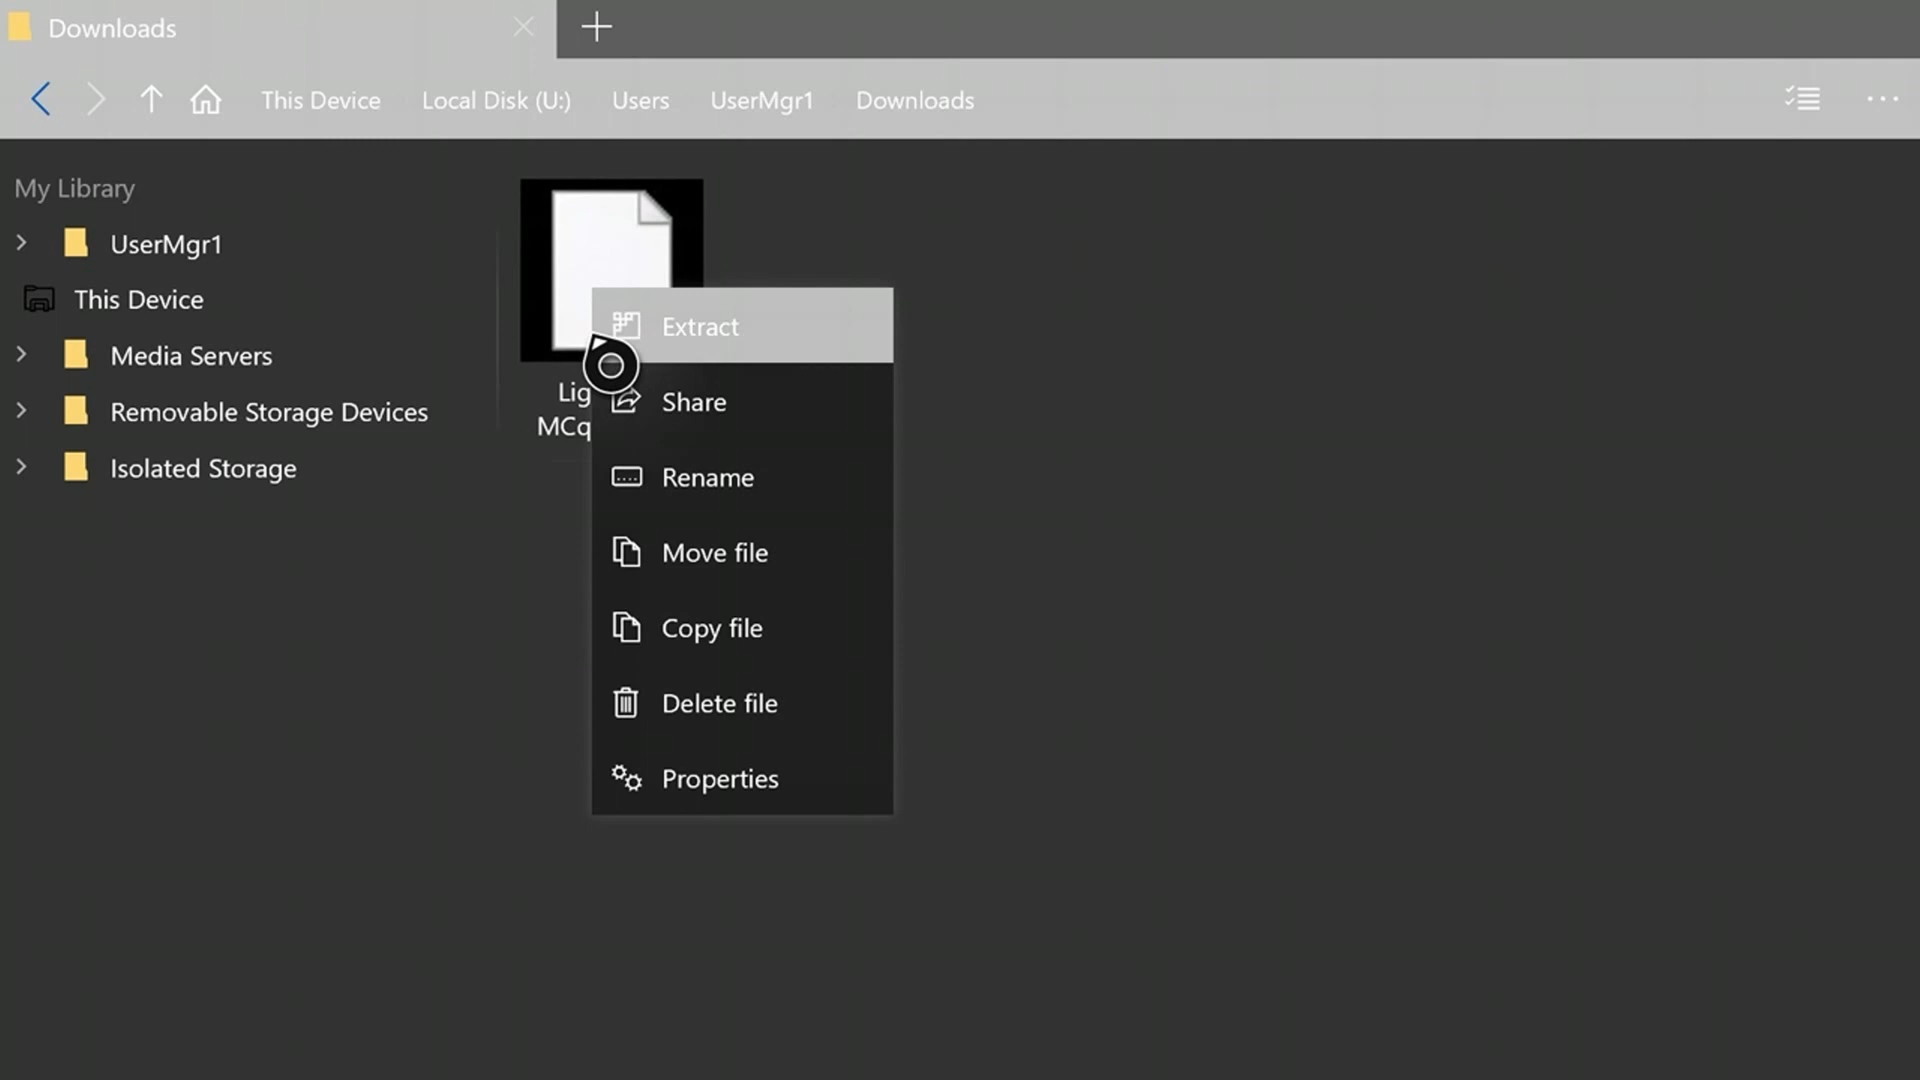 Downloads
This Device Local Disk (U:) Users UserMgr1 Downloads
My Library
UserMgr1
This Device
Media Servers
Removable Storage Devices
Isolated Storage
Lig
MCq
Extract
Share
Rename
Move file
Copy file
Delete file
Properties